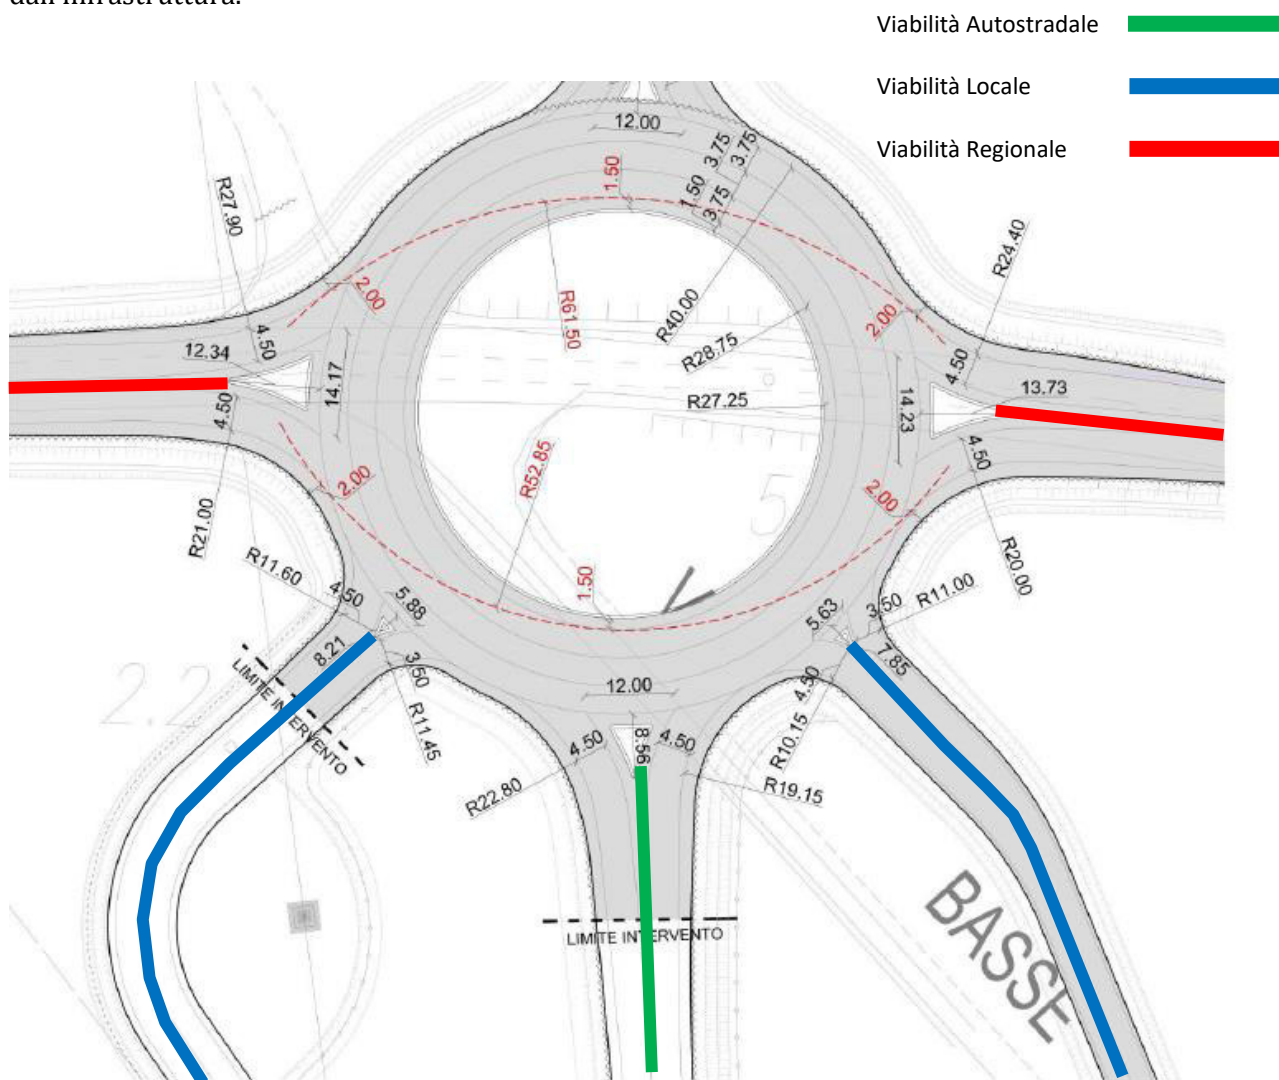 dall'infrastruttura.
Viabilità Autostradale
Viabilità Locale
Viabilità Regionale
12.00
3.75
3.75
1.50
1.50
3.75
R27.90
R24.40
2.00
R61.50
R40.00
2.00
4.50
12.34
R28.75
4.50
14.17
13.73
4.50
R27.25
14.23
R52.85
4.50
2.00
2.00
5
R21.00
R11.60
R20.00
4.50
5.88
1.50
5.63
3.50
R11.00
8.21
3.50
7.85
2.2
LIMITE INTERVENTO
12.00
4.50
R11.45
4.50
8.56
4.50
R10.15
R22.80
R19.15
LIMITE INTERVENTO
BASSE